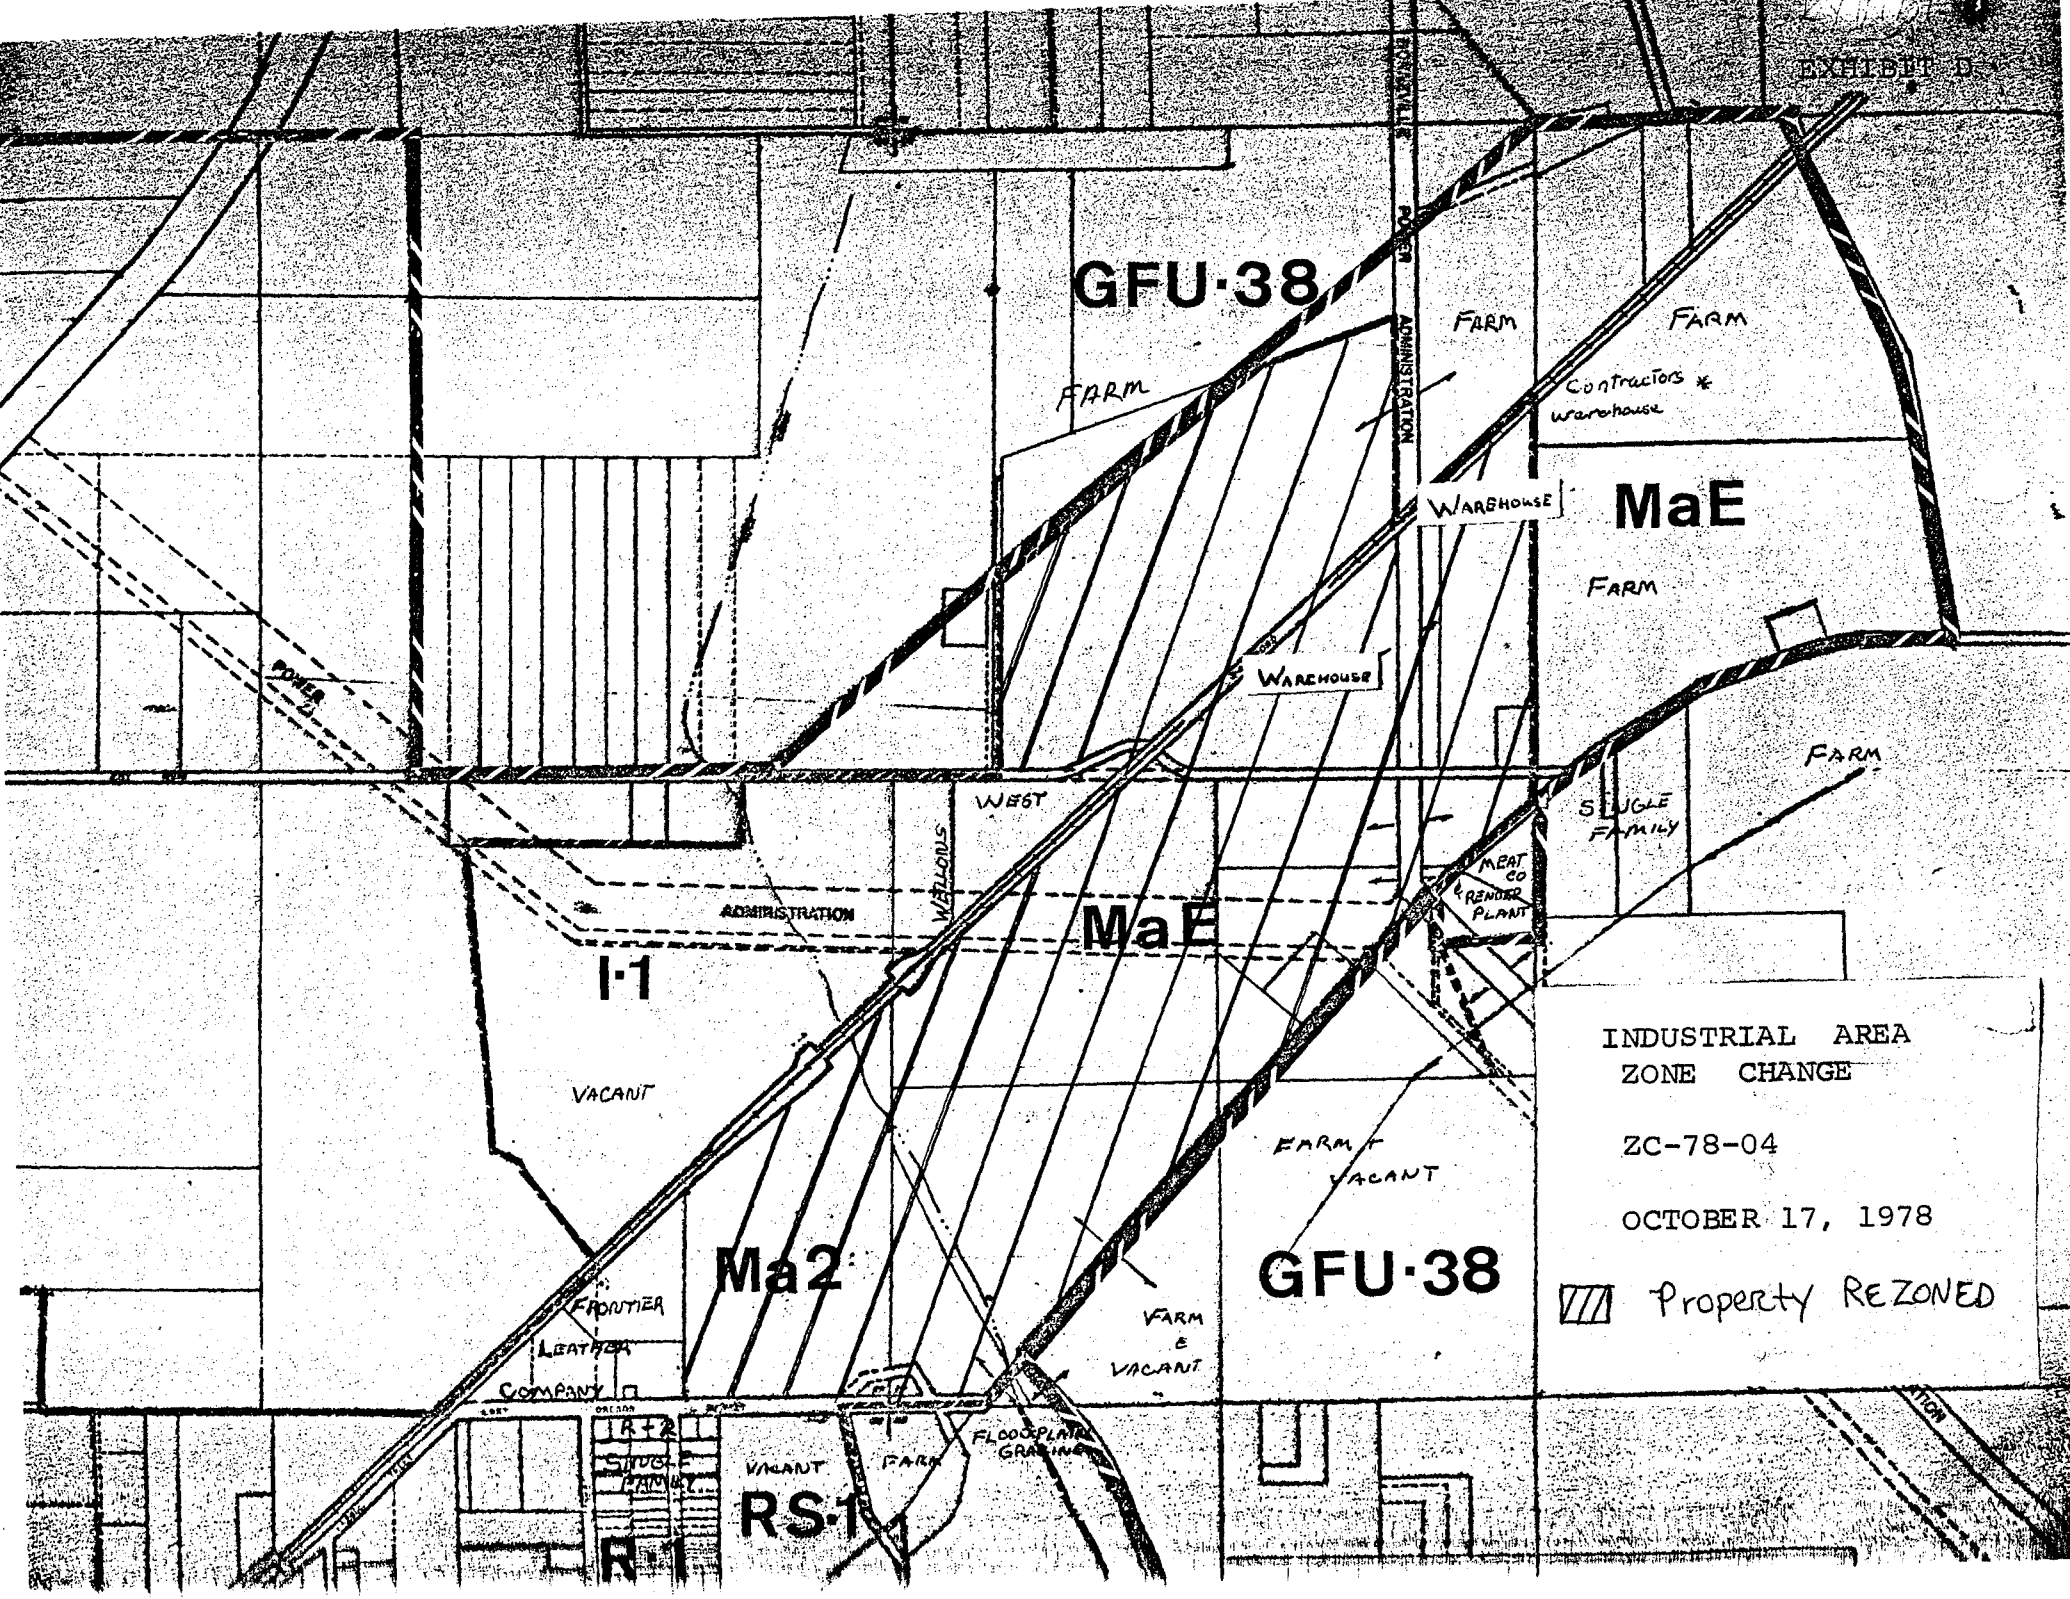 EXHIBIT D
POWER
ADMINISTRATION
GFU·38
FARM
FARM
FARM
Contractors *
warehouse
WAREHOUSE
MaE
FARM
POWER
WAREHOUSE
FARM
WEST
SINGLE
FAMILY
WELLONS
MEAT
CO
&
RENDER
PLANT
ADMINISTRATION
MaE
I·1
VACANT
INDUSTRIAL AREA
ZONE CHANGE
ZC-78-04
OCTOBER 17, 1978
Property REZONED
FARM +
VACANT
Ma2
GFU·38
FRONTIER
LEATHER
COMPANY
FARM
&
VACANT
OREGON
SINGLE
FAMILY
VACANT
FARM
FLOODPLAIN
GRAZING
RS·1
R·1